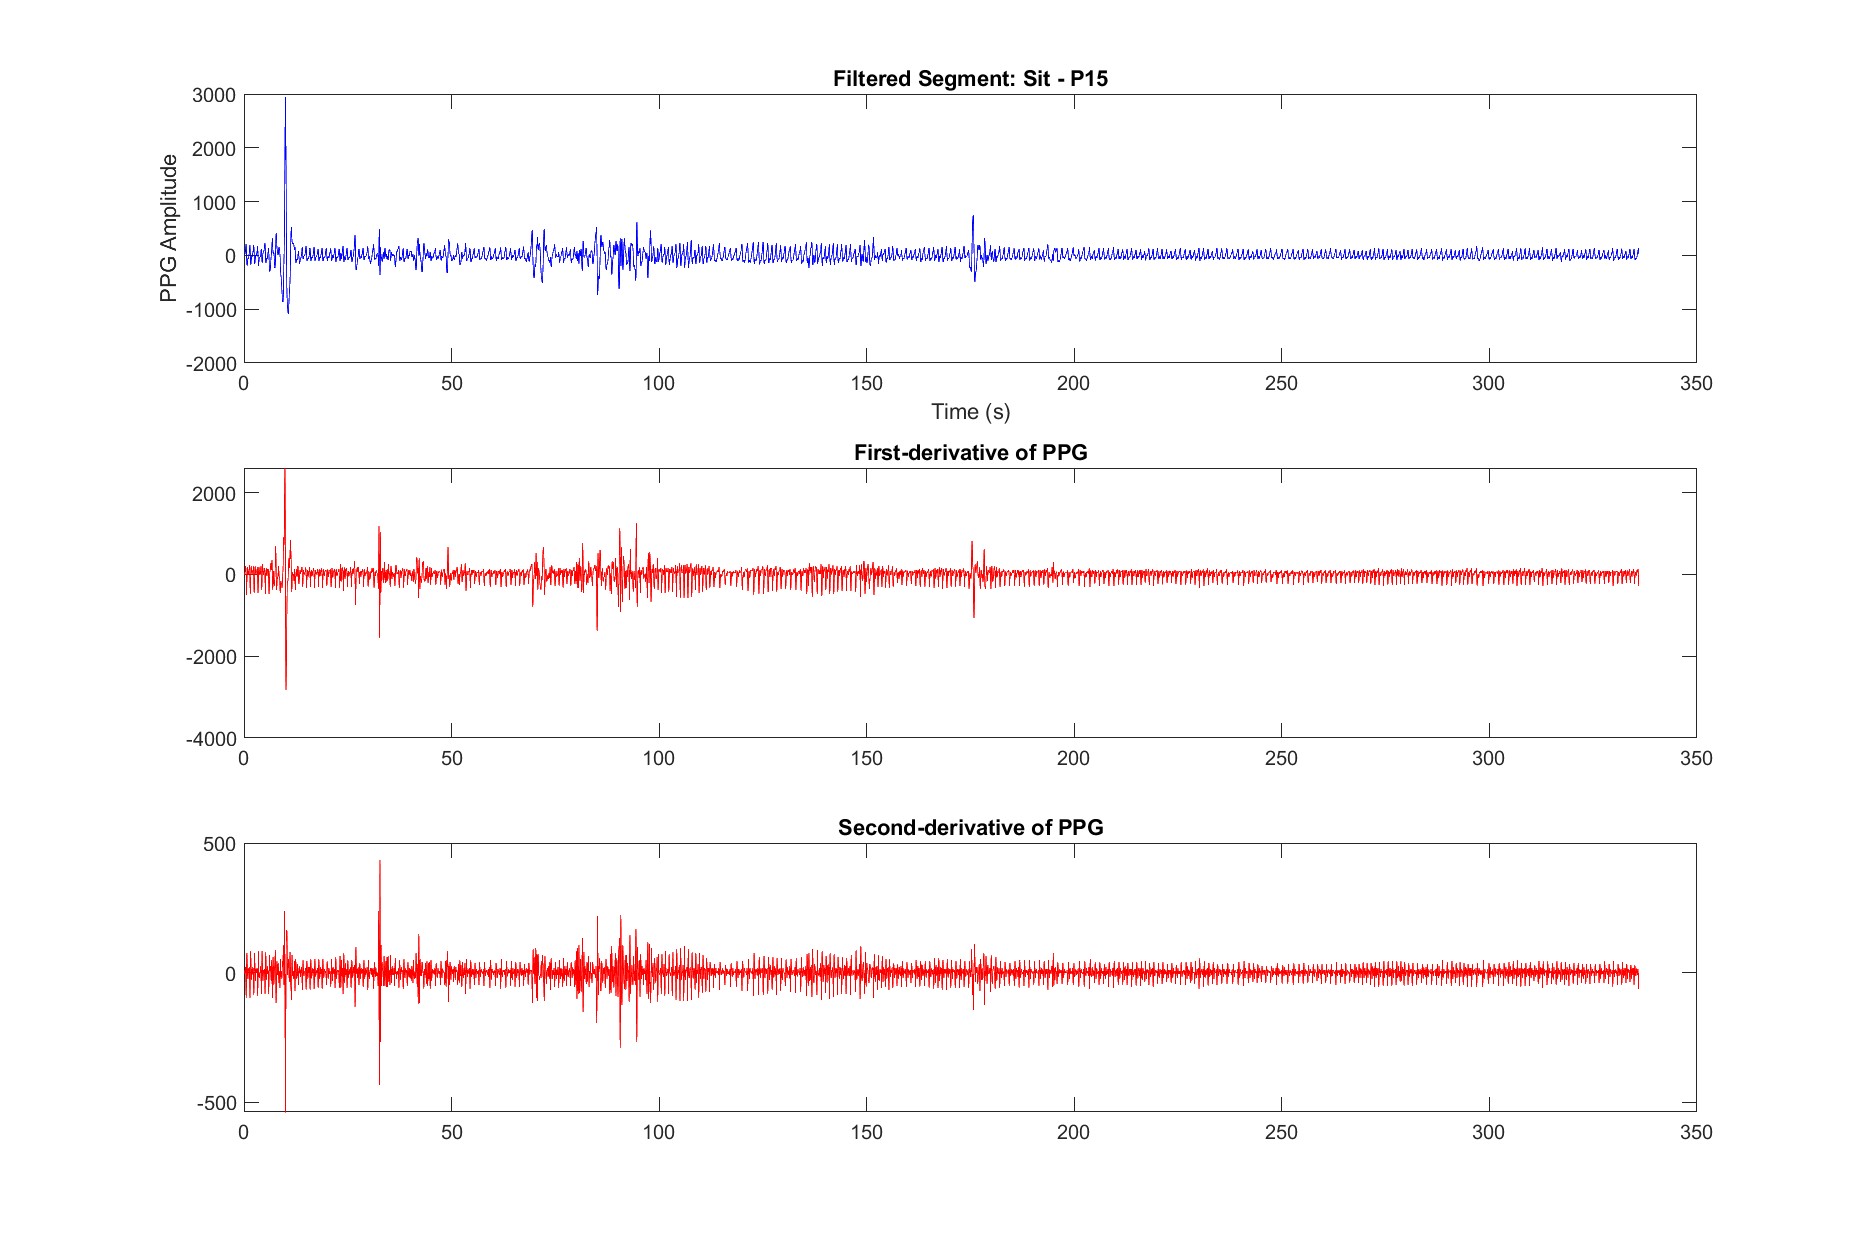 Filtered Segment: Sit - P15
3000
2000
1000
0
-1000
-2000
PPG Amplitude
0 50 100 150 200 250 300 350
Time (s)
First-derivative of PPG
2000
0
-2000
-4000
0 50 100 150 200 250 300 350
Second-derivative of PPG
500
0
-500
0 50 100 150 200 250 300 350